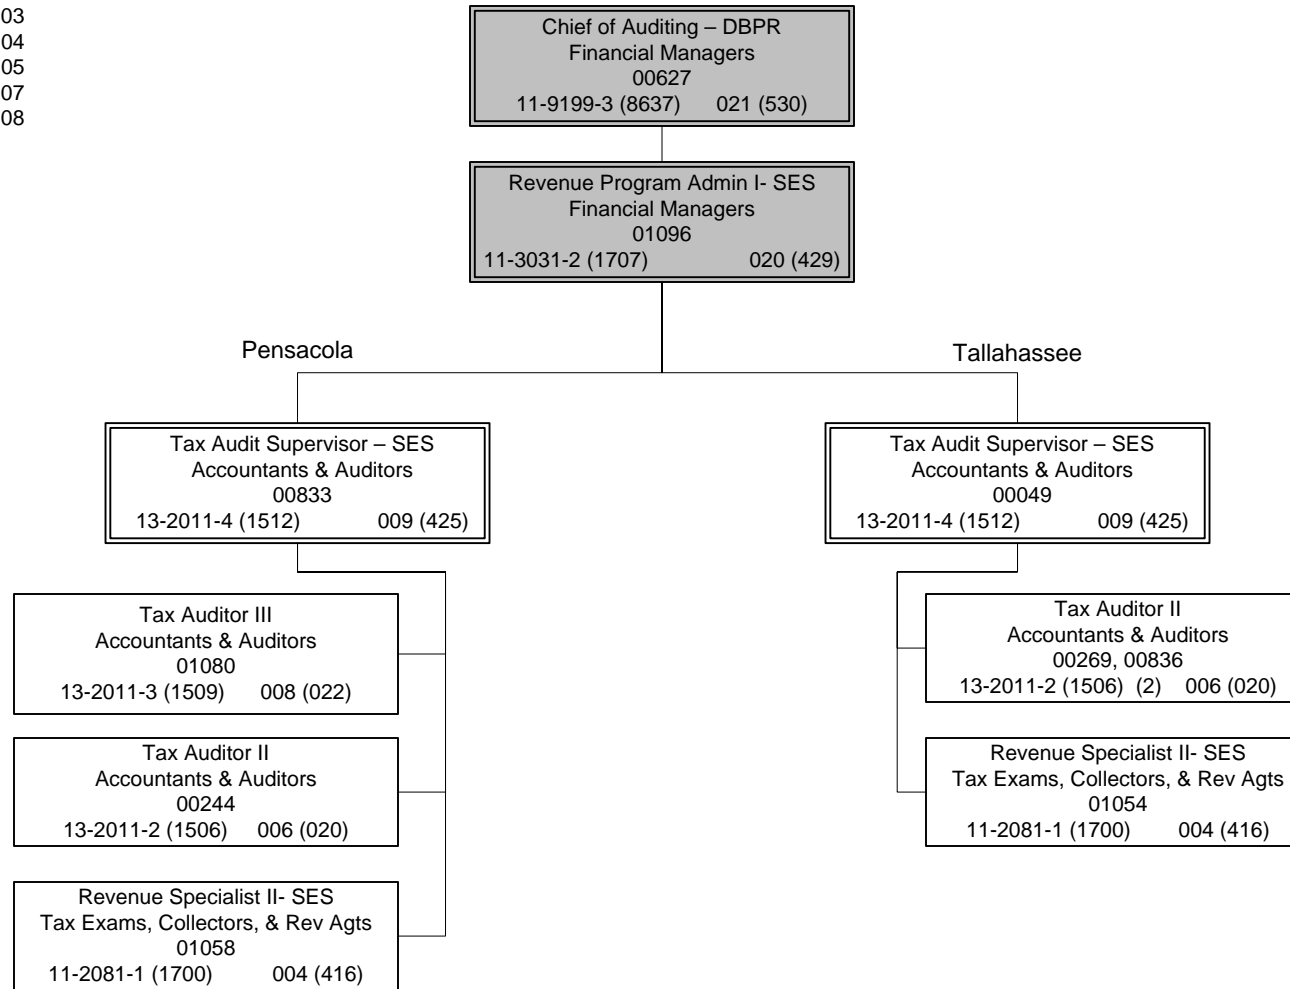 03
04
05
07
08
Chief of Auditing – DBPR
Financial Managers
00627
11-9199-3 (8637) 021 (530)
Revenue Program Admin I- SES
Financial Managers
01096
11-3031-2 (1707) 020 (429)
Pensacola
Tallahassee
Tax Audit Supervisor – SES
Accountants & Auditors
00833
13-2011-4 (1512) 009 (425)
Tax Audit Supervisor – SES
Accountants & Auditors
00049
13-2011-4 (1512) 009 (425)
Tax Auditor III
Accountants & Auditors
01080
13-2011-3 (1509) 008 (022)
Tax Auditor II
Accountants & Auditors
00269, 00836
13-2011-2 (1506) (2) 006 (020)
Tax Auditor II
Accountants & Auditors
00244
13-2011-2 (1506) 006 (020)
Revenue Specialist II- SES
Tax Exams, Collectors, & Rev Agts
01054
11-2081-1 (1700) 004 (416)
Revenue Specialist II- SES
Tax Exams, Collectors, & Rev Agts
01058
11-2081-1 (1700) 004 (416)